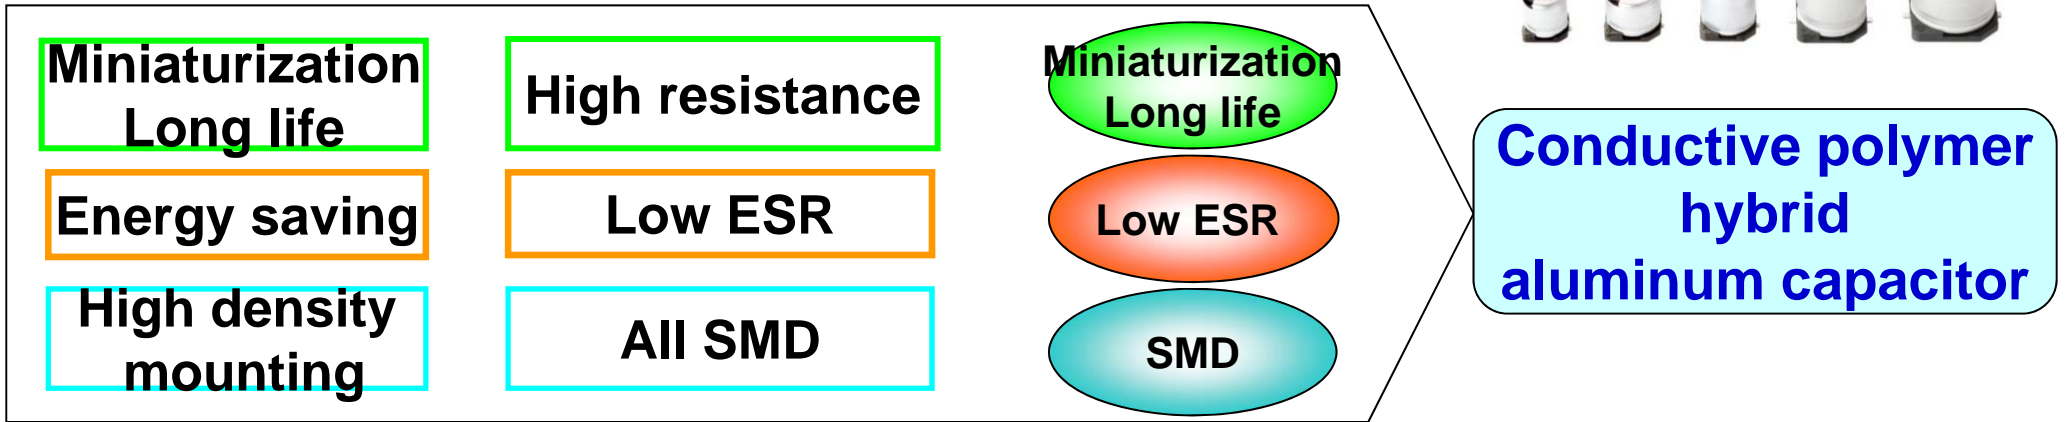 Miniaturization
Long life
High resistance
Miniaturization
Long life
Energy saving
Low ESR
Low ESR
High density
mounting
All SMD
SMD
Conductive polymer
hybrid
aluminum capacitor